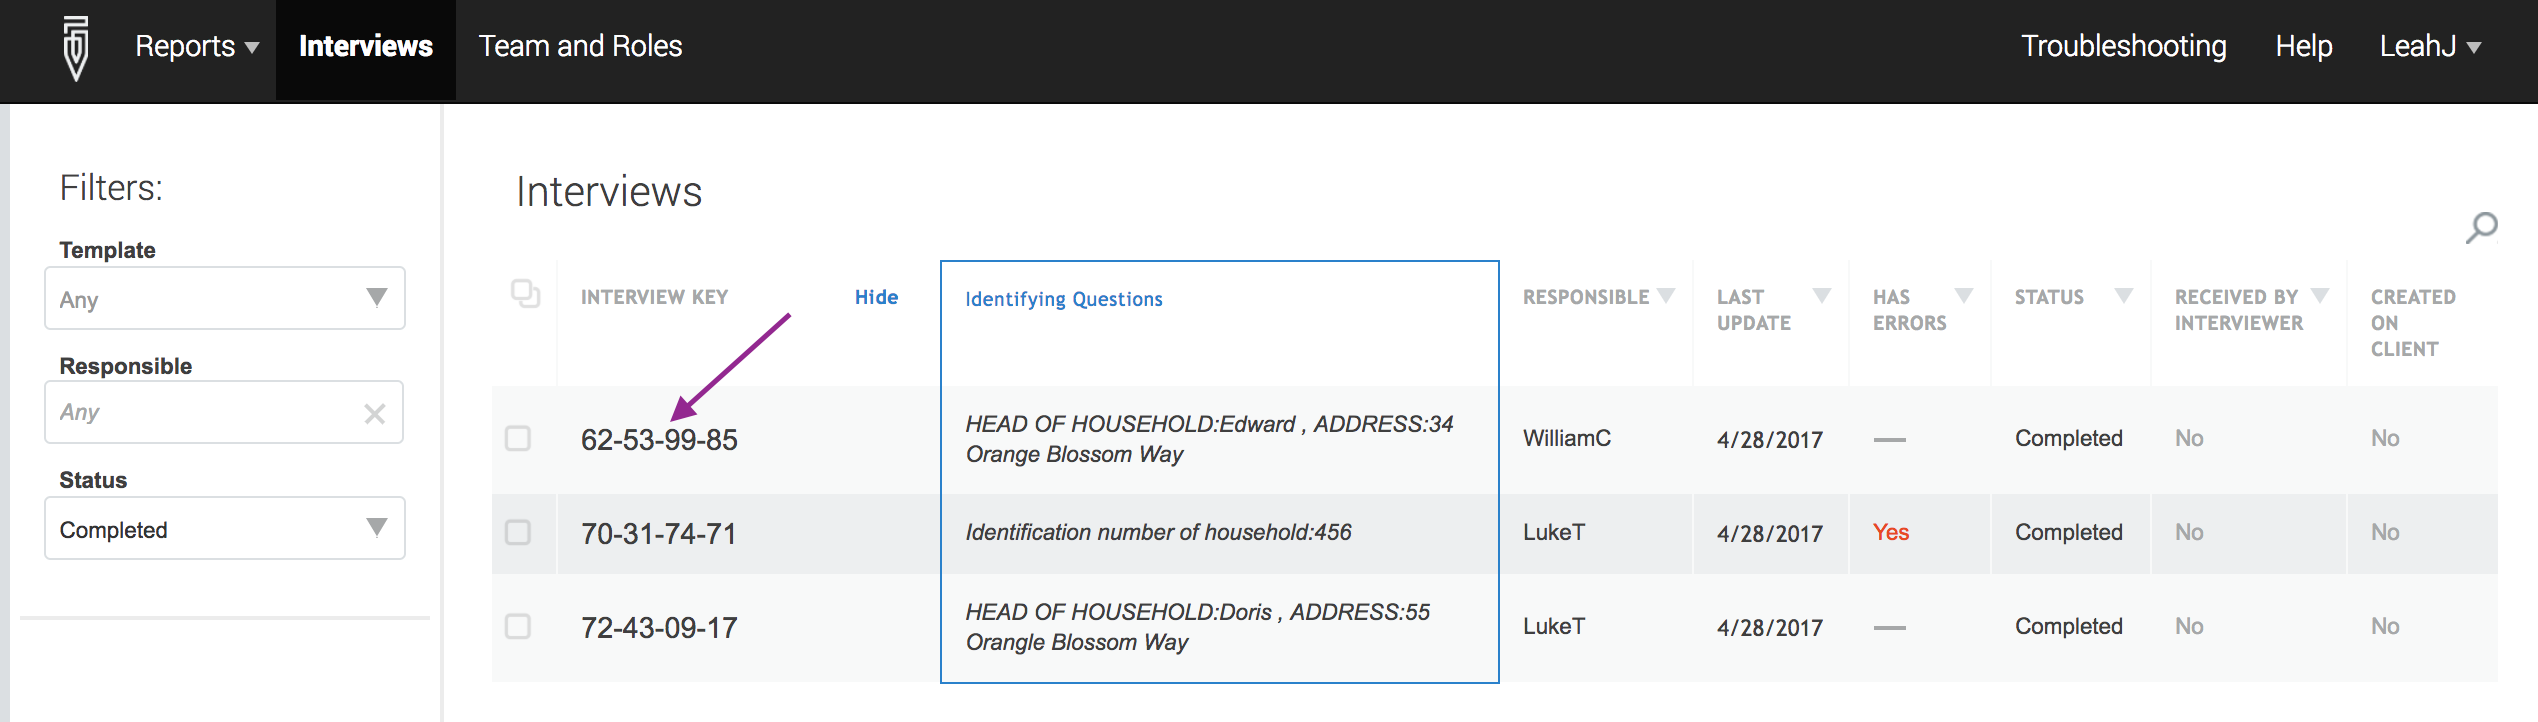 Reports Interviews Team and Roles Troubleshooting Help LeahJ
Filters:
Template
Any
Responsible
Any
Status
Completed
Interviews
INTERVIEW KEY Hide Identifying Questions RESPONSIBLE LAST UPDATE HAS ERRORS STATUS RECEIVED BY INTERVIEWER CREATED ON CLIENT
62-53-99-85 HEAD OF HOUSEHOLD:Edward , ADDRESS:34 Orange Blossom Way WilliamC 4/28/2017 — Completed No No
70-31-74-71 Identification number of household:456 LukeT 4/28/2017 Yes Completed No No
72-43-09-17 HEAD OF HOUSEHOLD:Doris , ADDRESS:55 Orangle Blossom Way LukeT 4/28/2017 — Completed No No